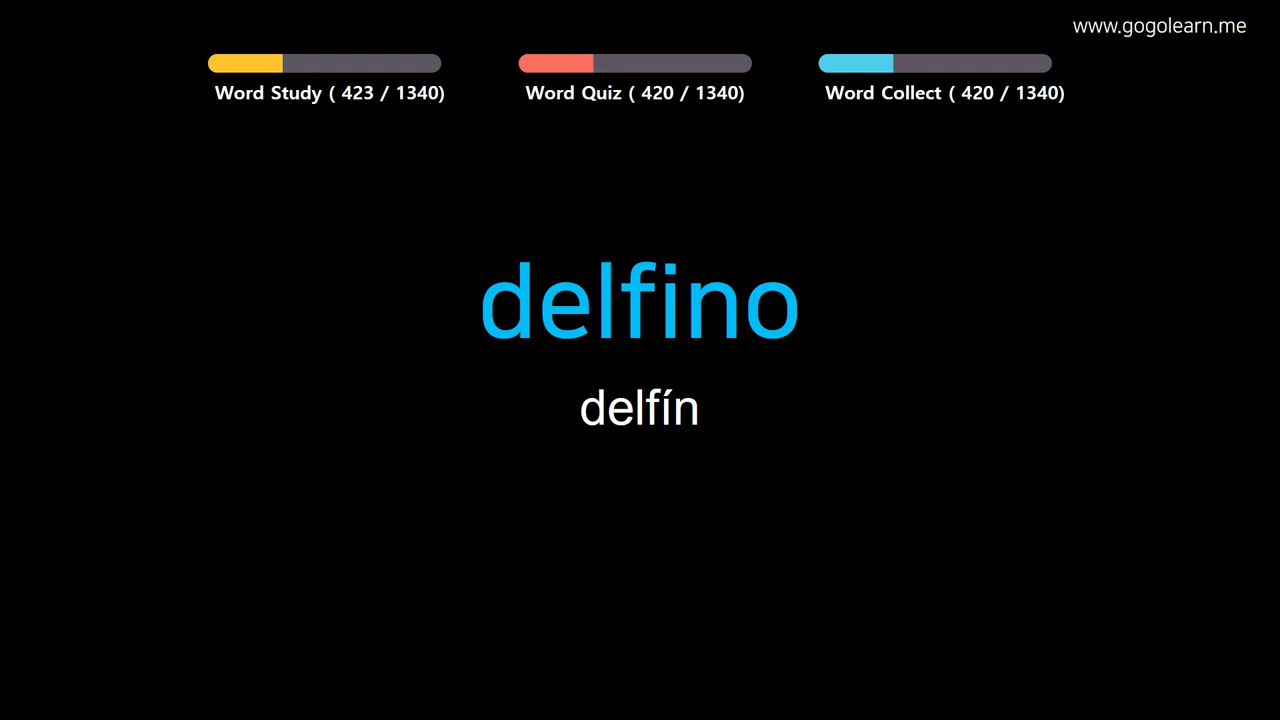 www.gogolearn.me
Word Study ( 423 / 1340)
Word Quiz ( 420 / 1340)
Word Collect ( 420 / 1340)
delfino
delfín